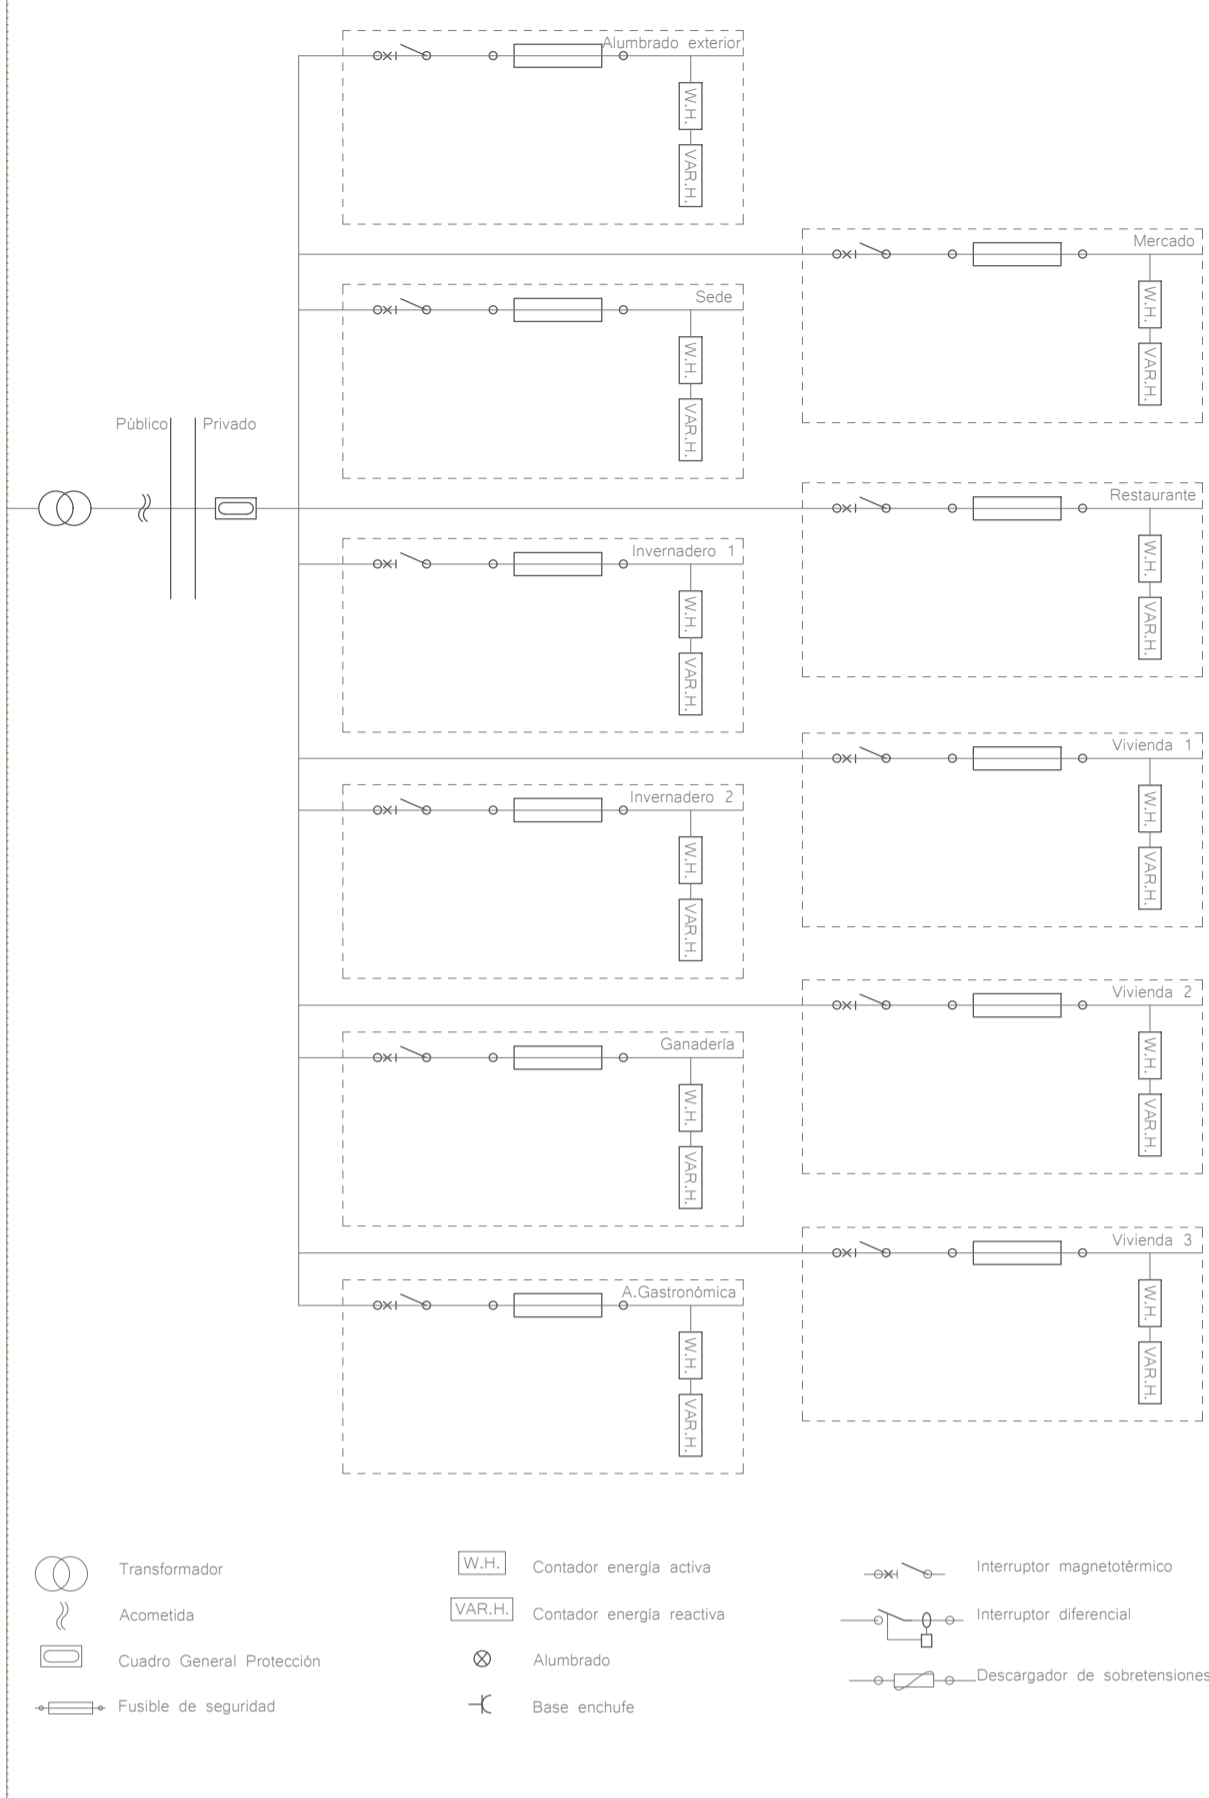 Alumbrado exterior
W.H.
VAR.H.
Mercado
W.H.
VAR.H.
Sede
W.H.
VAR.H.
Público
Privado
Restaurante
W.H.
VAR.H.
Invernadero 1
W.H.
VAR.H.
Vivienda 1
W.H.
VAR.H.
Invernadero 2
W.H.
VAR.H.
Vivienda 2
W.H.
VAR.H.
Ganadería
W.H.
VAR.H.
Vivienda 3
W.H.
VAR.H.
A.Gastronómica
W.H.
VAR.H.
Transformador
Acometida
Cuadro General Protección
Fusible de seguridad
W.H. Contador energía activa
VAR.H. Contador energía reactiva
Alumbrado
Base enchufe
Interruptor magnetotérmico
Interruptor diferencial
Descargador de sobretensiones